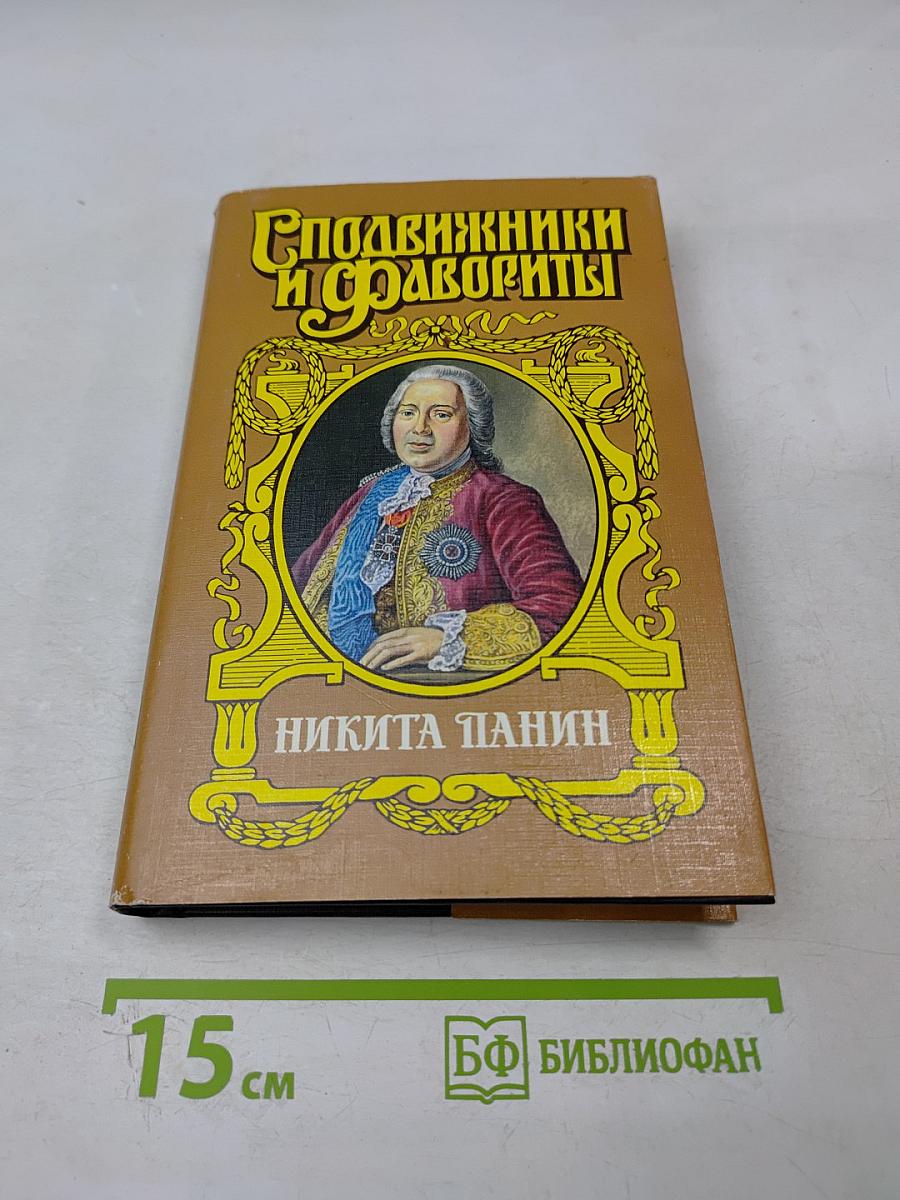 Сподвижники
и Фавориты
НИКИТА ПАНИН
15 см
БФ БИБЛИОФАН